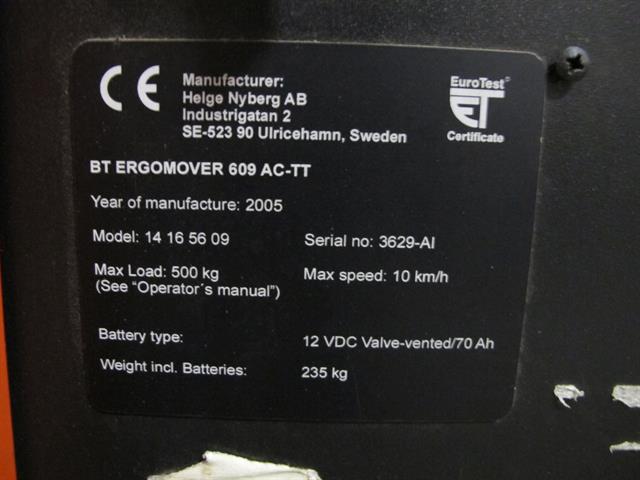 CE
Manufacturer:
Helge Nyberg AB
Industrigatan 2
SE-523 90 Ulricehamn, Sweden
EuroTest
ET
Certificate
BT ERGOMOVER 609 AC-TT
Year of manufacture: 2005
Model: 14 16 56 09 Serial no: 3629-AI
Max Load: 500 kg Max speed: 10 km/h
(See “Operator´s manual”)
Battery type: 12 VDC Valve-vented/70 Ah
Weight incl. Batteries: 235 kg